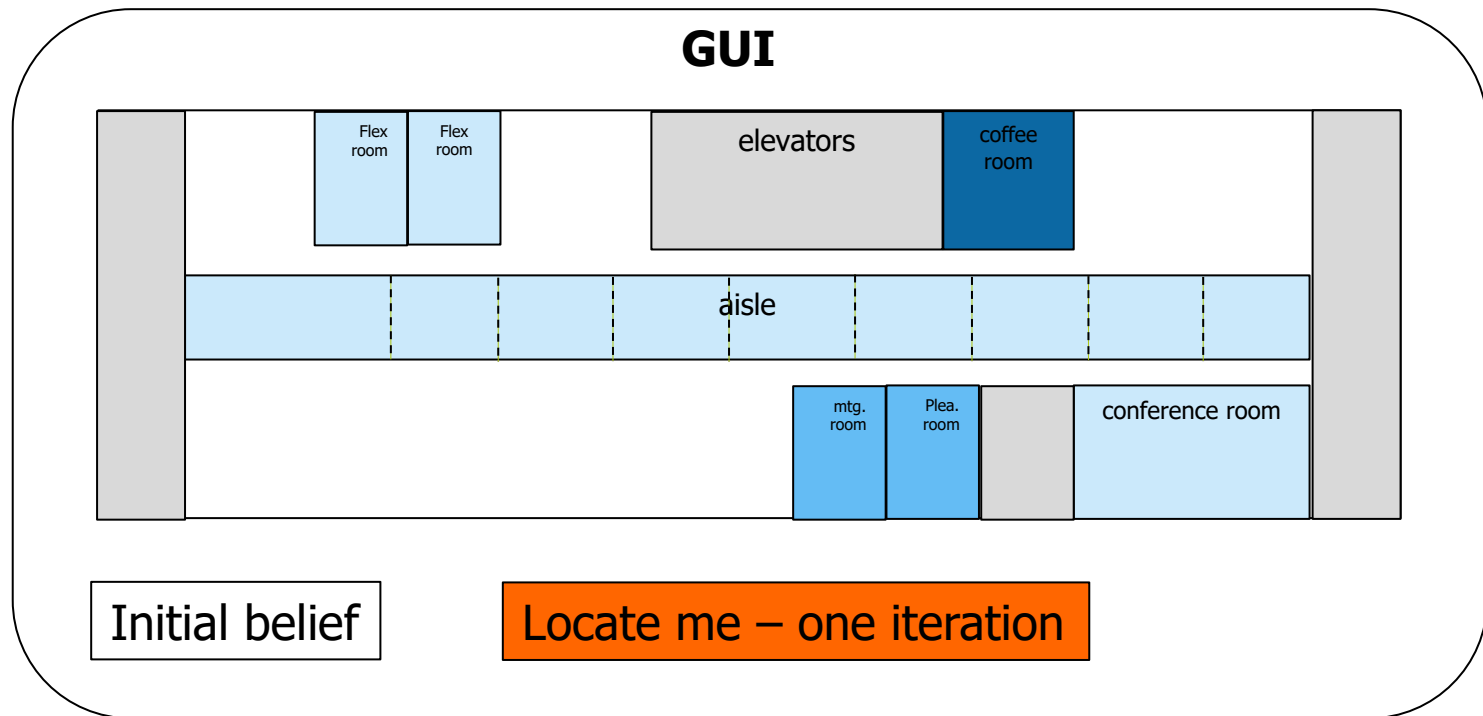 GUI
Flex
room
Flex
room
elevators
coffee
room
aisle
mtg.
room
Plea.
room
conference room
Initial belief
Locate me – one iteration